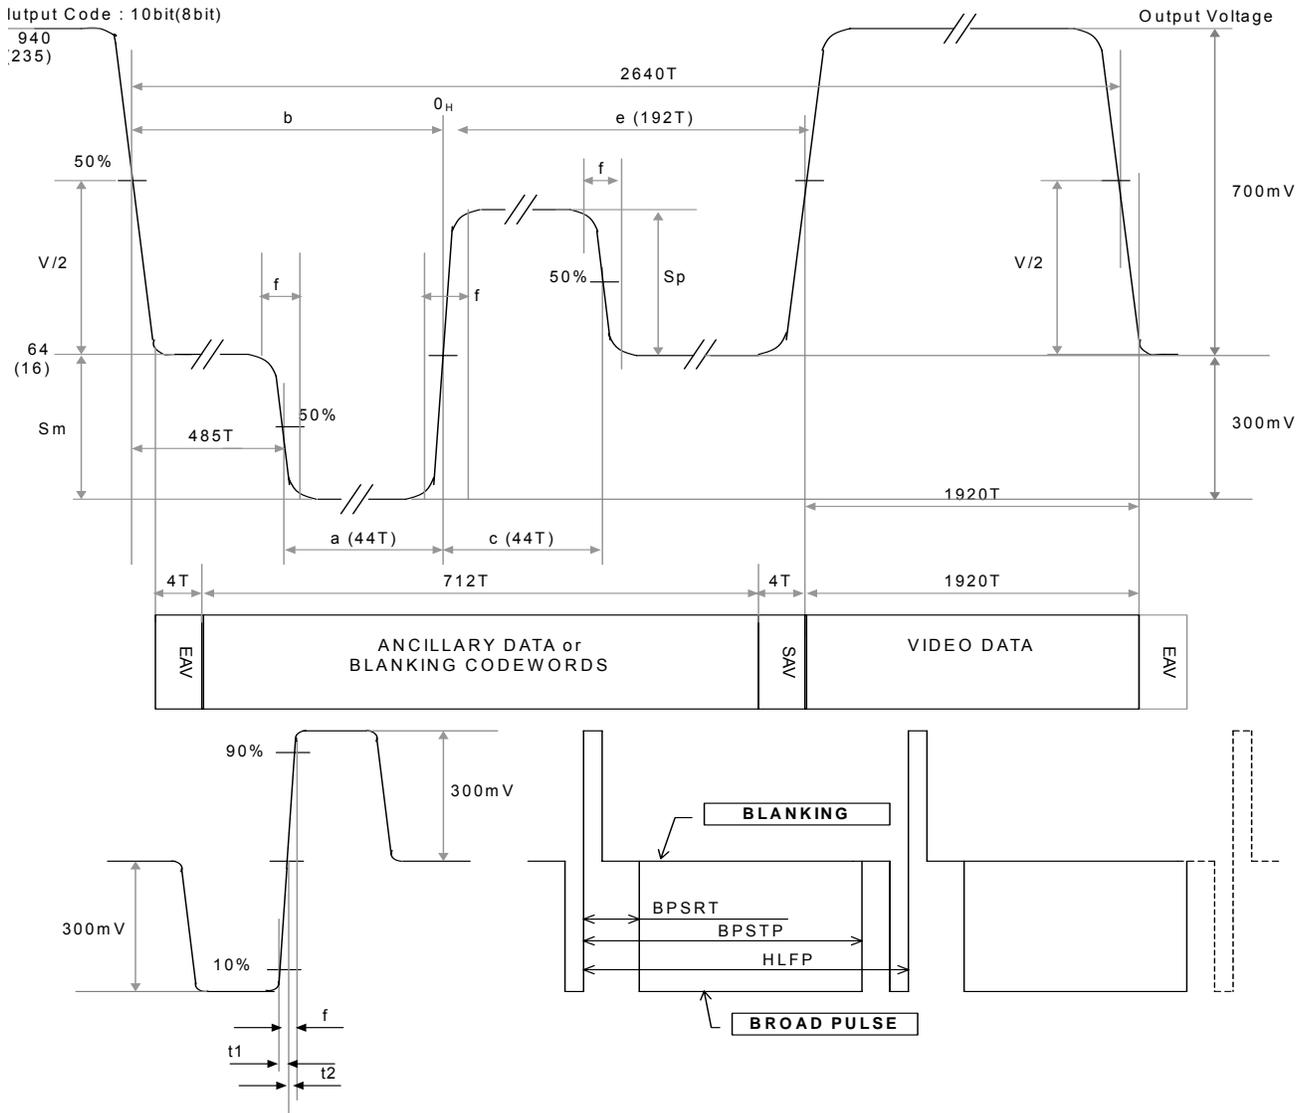 lutput Code : 10bit(8bit)
Output Voltage
940
(235)
2640T
0H
b
e (192T)
50%
f
700mV
V/2
V/2
50%
Sp
f
f
64
(16)
50%
Sm
485T
300mV
1920T
a (44T)
c (44T)
4T
712T
4T
1920T
EAV
ANCILLARY DATA or
BLANKING CODEWORDS
SAV
VIDEO DATA
EAV
90%
300mV
BLANKING
300mV
BPSRT
BPSTP
10%
HLFP
f
BROAD PULSE
t1
t2